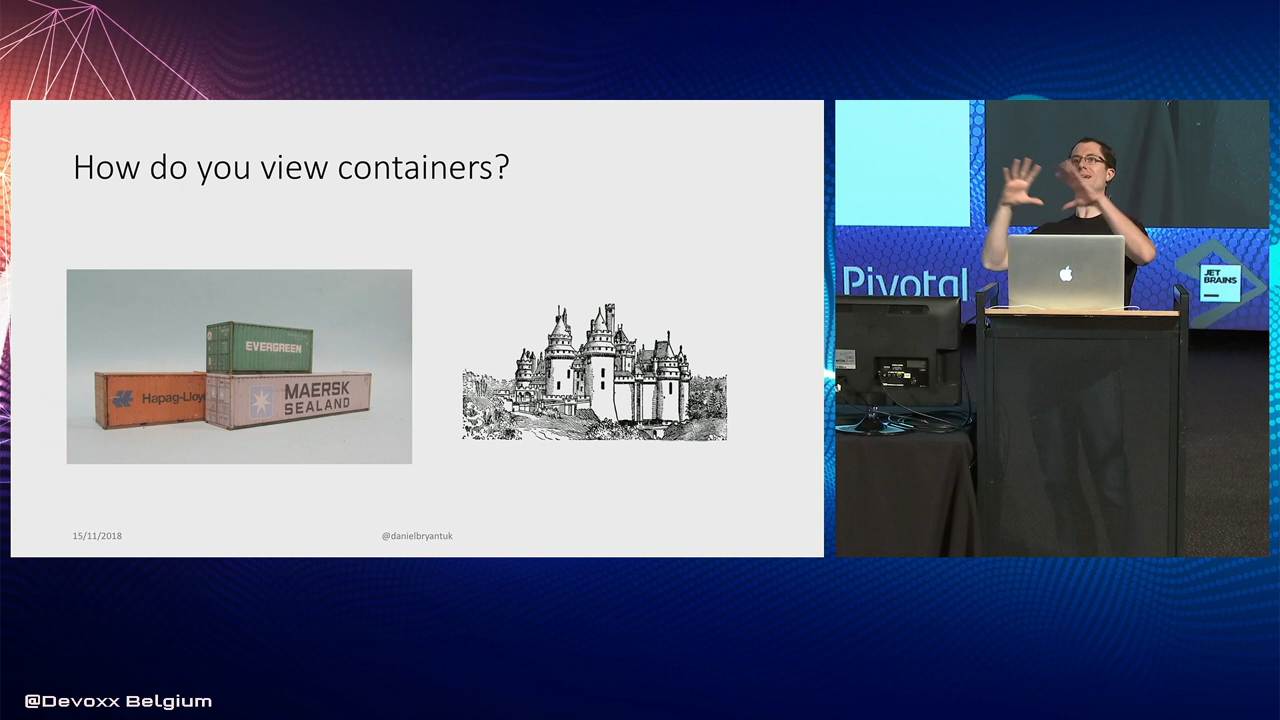 How do you view containers?
EVERGREEN
Hapag-Lloy
MAERSK
SEALAND
15/11/2018
@danielbryantuk
Pivotal
JET
BRAINS
@Devoxx Belgium